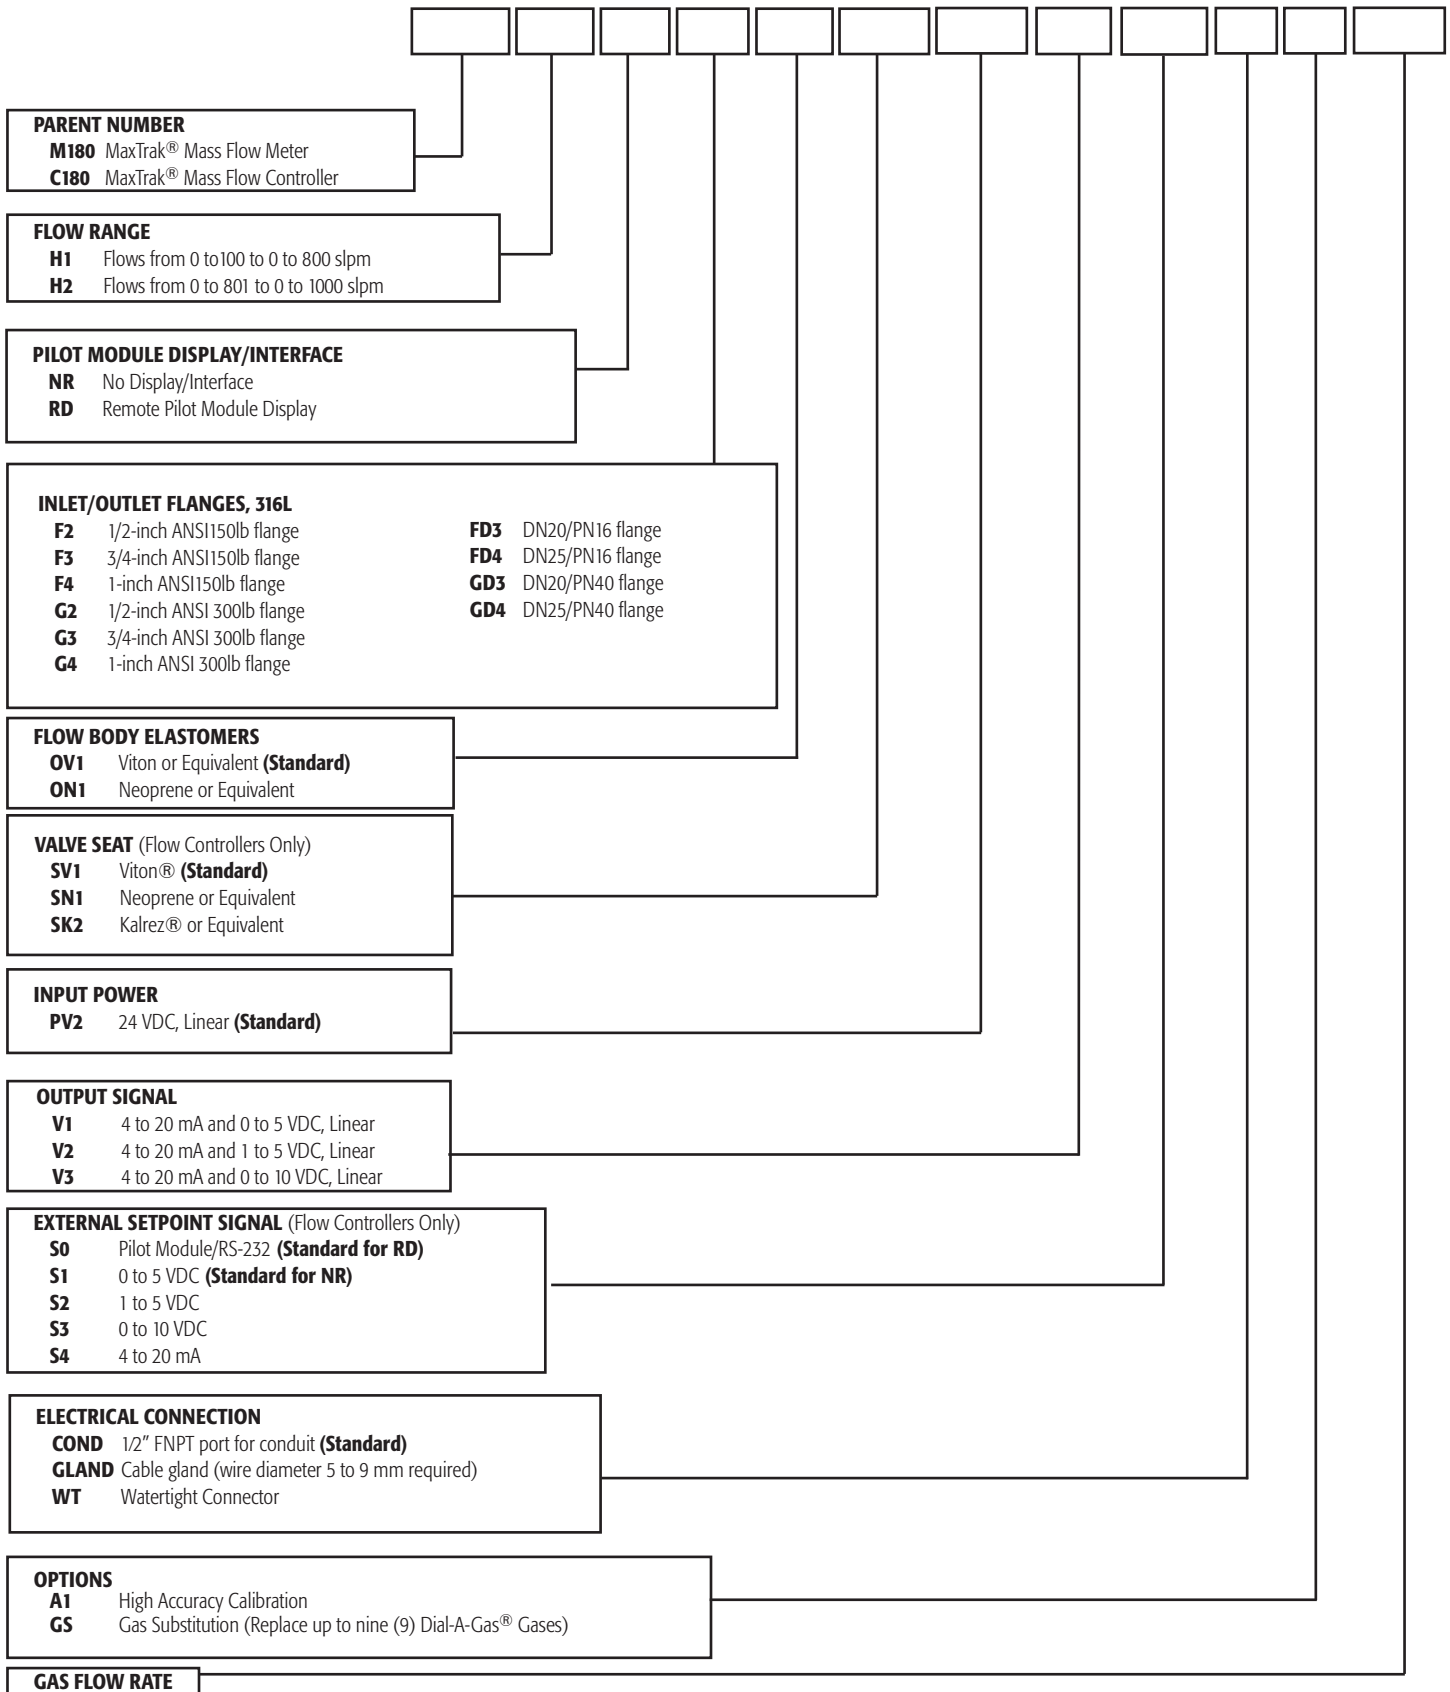 PARENT NUMBER
M180 MaxTrak® Mass Flow Meter
C180 MaxTrak® Mass Flow Controller
FLOW RANGE
H1 Flows from 0 to100 to 0 to 800 slpm
H2 Flows from 0 to 801 to 0 to 1000 slpm
PILOT MODULE DISPLAY/INTERFACE
NR No Display/Interface
RD Remote Pilot Module Display
INLET/OUTLET FLANGES, 316L
F2 1/2-inch ANSI150lb flange
F3 3/4-inch ANSI150lb flange
F4 1-inch ANSI150lb flange
G2 1/2-inch ANSI 300lb flange
G3 3/4-inch ANSI 300lb flange
G4 1-inch ANSI 300lb flange
FD3 DN20/PN16 flange
FD4 DN25/PN16 flange
GD3 DN20/PN40 flange
GD4 DN25/PN40 flange
FLOW BODY ELASTOMERS
OV1 Viton or Equivalent (Standard)
ON1 Neoprene or Equivalent
VALVE SEAT (Flow Controllers Only)
SV1 Viton® (Standard)
SN1 Neoprene or Equivalent
SK2 Kalrez® or Equivalent
INPUT POWER
PV2 24 VDC, Linear (Standard)
OUTPUT SIGNAL
V1 4 to 20 mA and 0 to 5 VDC, Linear
V2 4 to 20 mA and 1 to 5 VDC, Linear
V3 4 to 20 mA and 0 to 10 VDC, Linear
EXTERNAL SETPOINT SIGNAL (Flow Controllers Only)
S0 Pilot Module/RS-232 (Standard for RD)
S1 0 to 5 VDC (Standard for NR)
S2 1 to 5 VDC
S3 0 to 10 VDC
S4 4 to 20 mA
ELECTRICAL CONNECTION
COND 1/2" FNPT port for conduit (Standard)
GLAND Cable gland (wire diameter 5 to 9 mm required)
WT Watertight Connector
OPTIONS
A1 High Accuracy Calibration
GS Gas Substitution (Replace up to nine (9) Dial-A-Gas® Gases)
GAS FLOW RATE